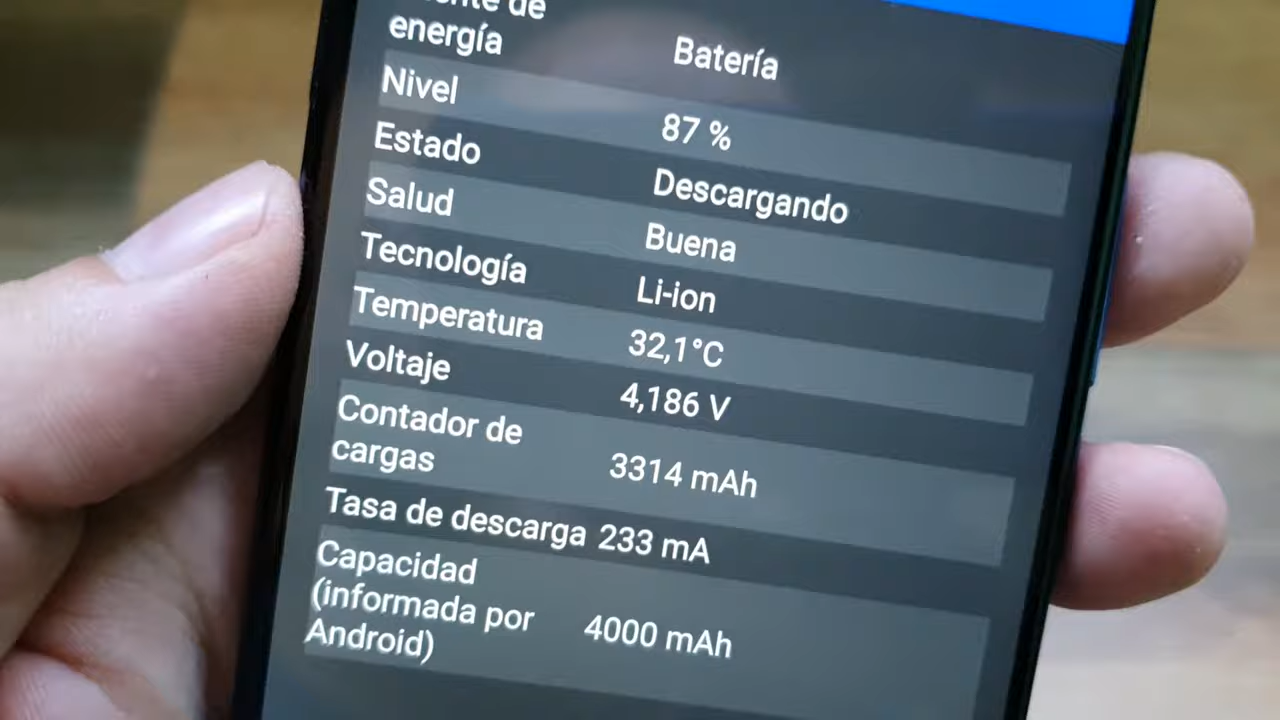 de
energía
Batería
Nivel
87 %
Estado
Descargando
Salud
Buena
Tecnología
Li-ion
Temperatura
32,1°C
Voltaje
4,186 V
Contador de
cargas
3314 mAh
Tasa de descarga 233 mA
Capacidad
(informada por
Android)
4000 mAh